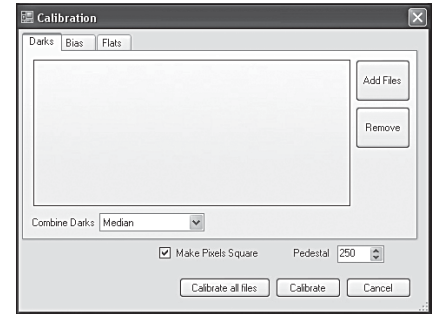 Calibration
Darks Bias Flats
Add Files
Remove
Combine Darks Median
Make Pixels Square Pedestal 250
Calibrate all files Calibrate Cancel